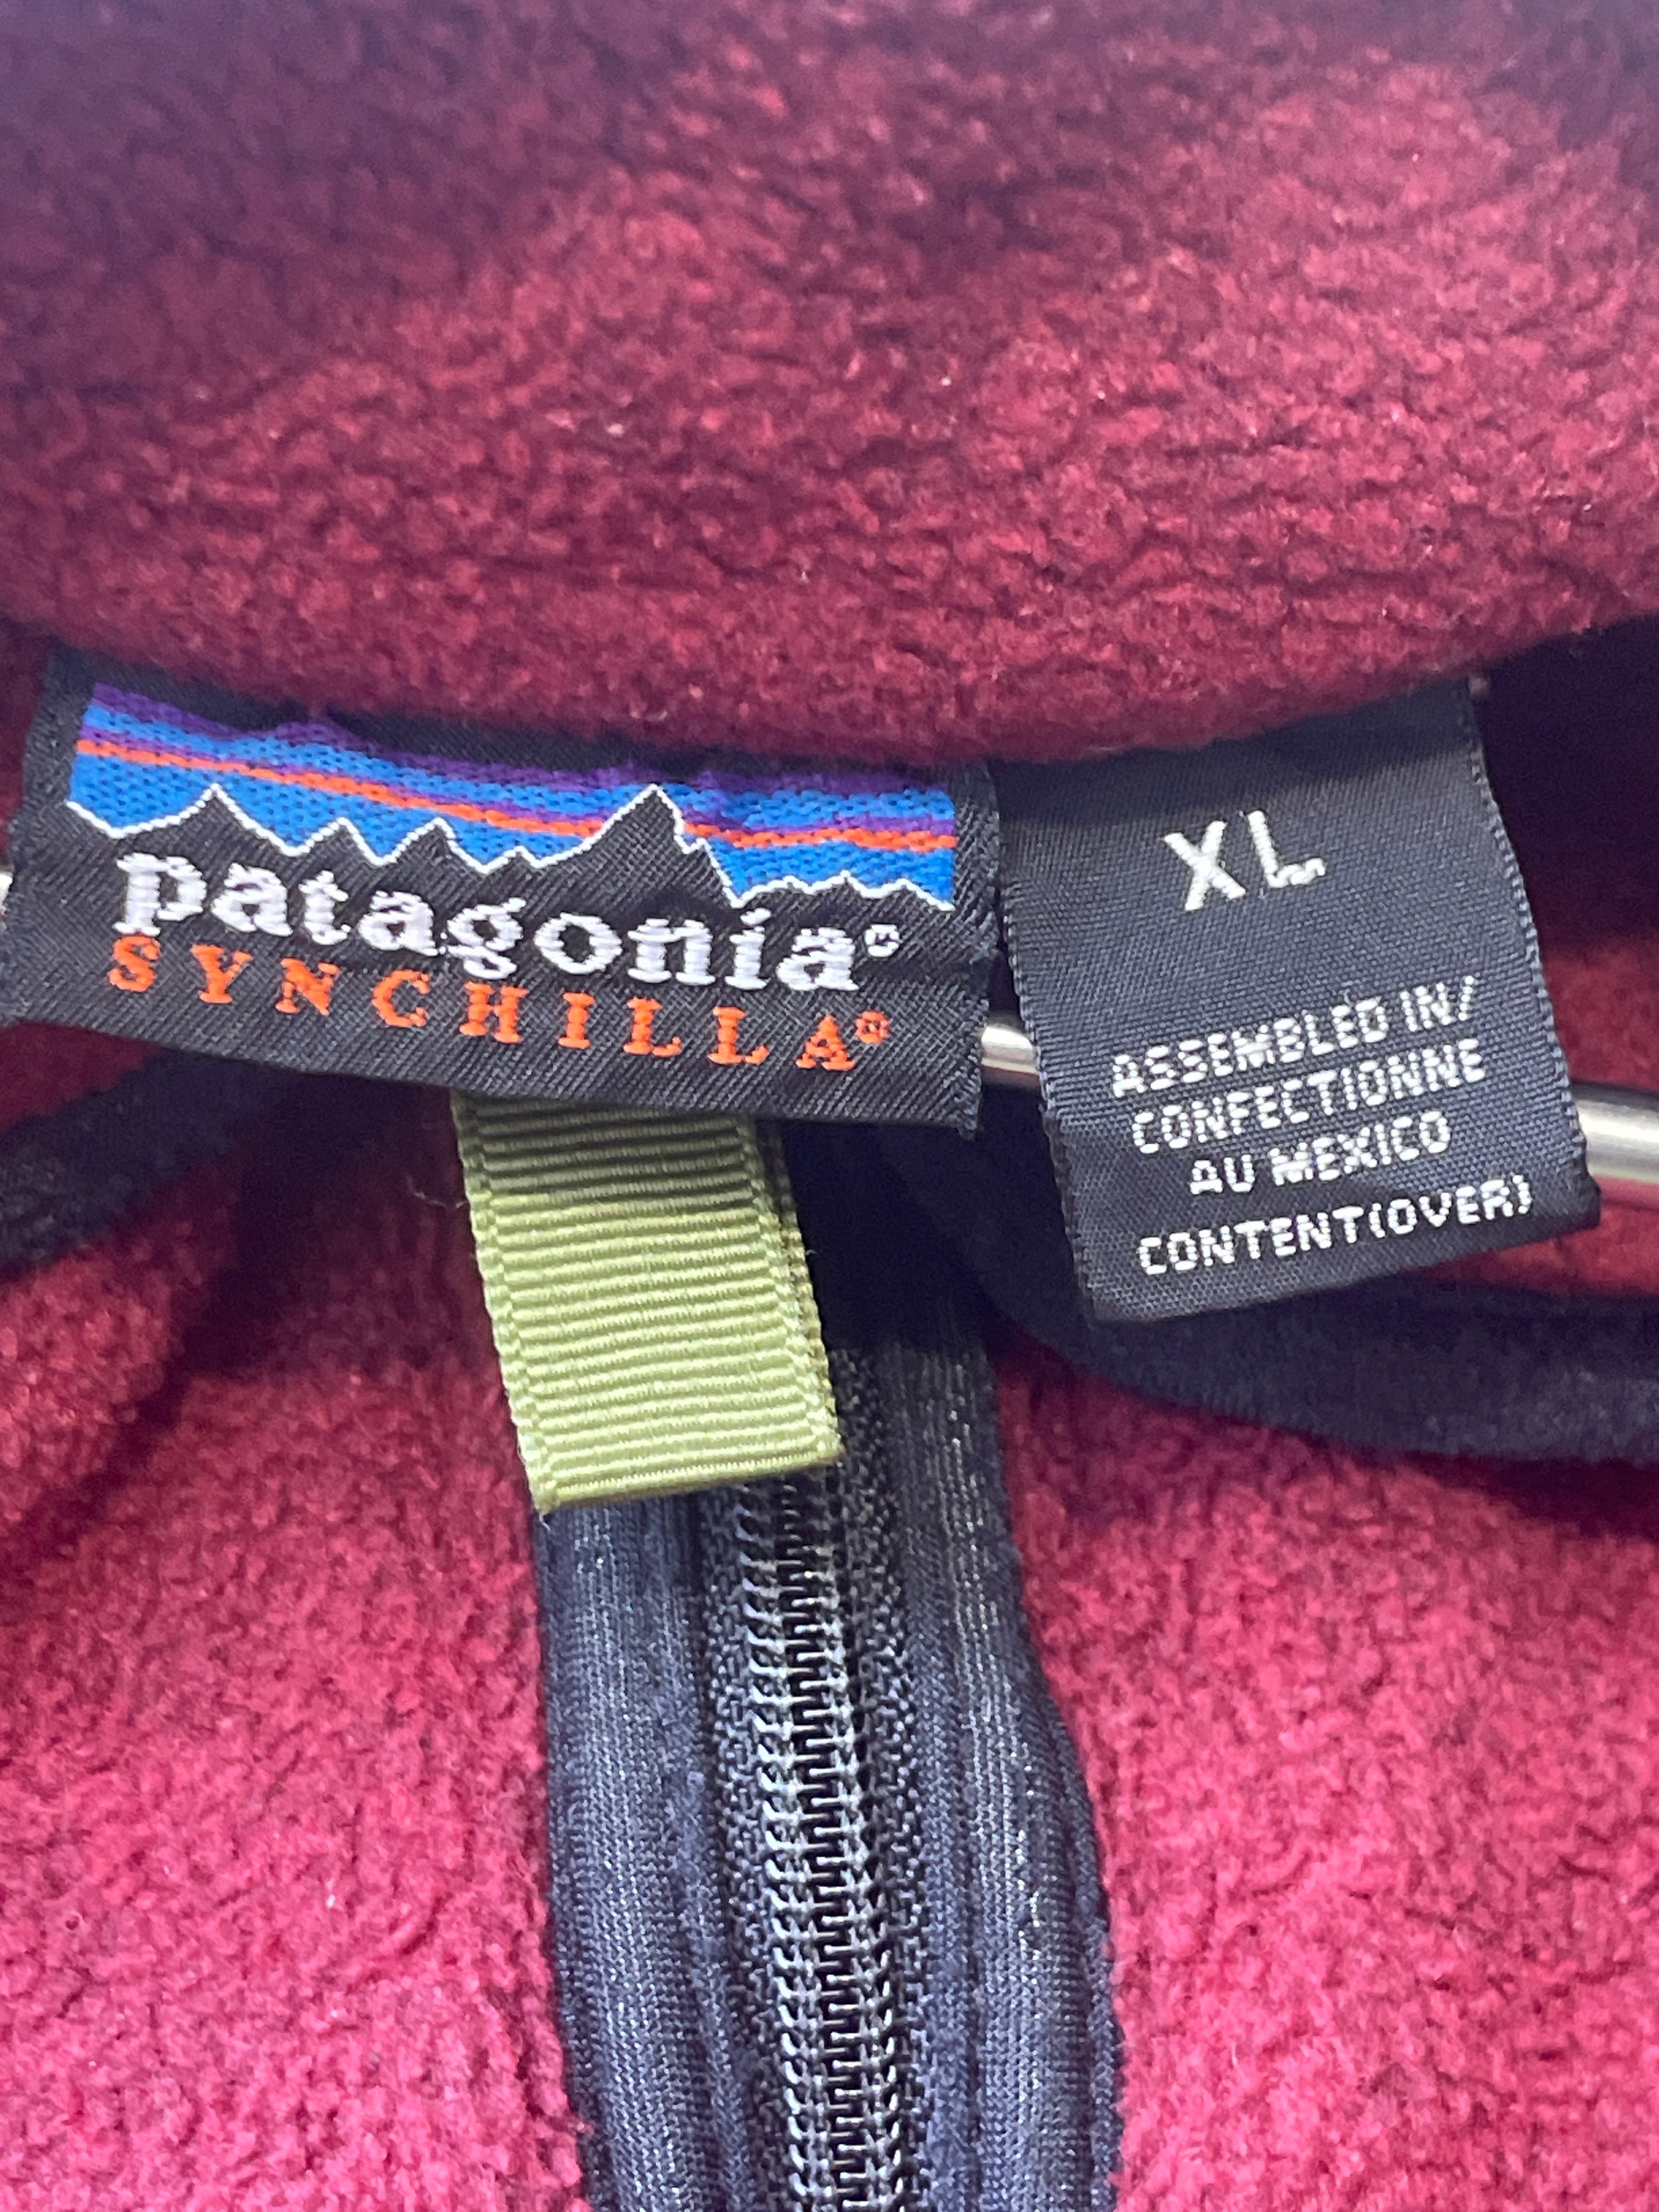 patagonia®
SYNCHILLA®
XL
ASSEMBLED IN/
CONFECTIONNE
AU MEXICO
CONTENT(OVER)